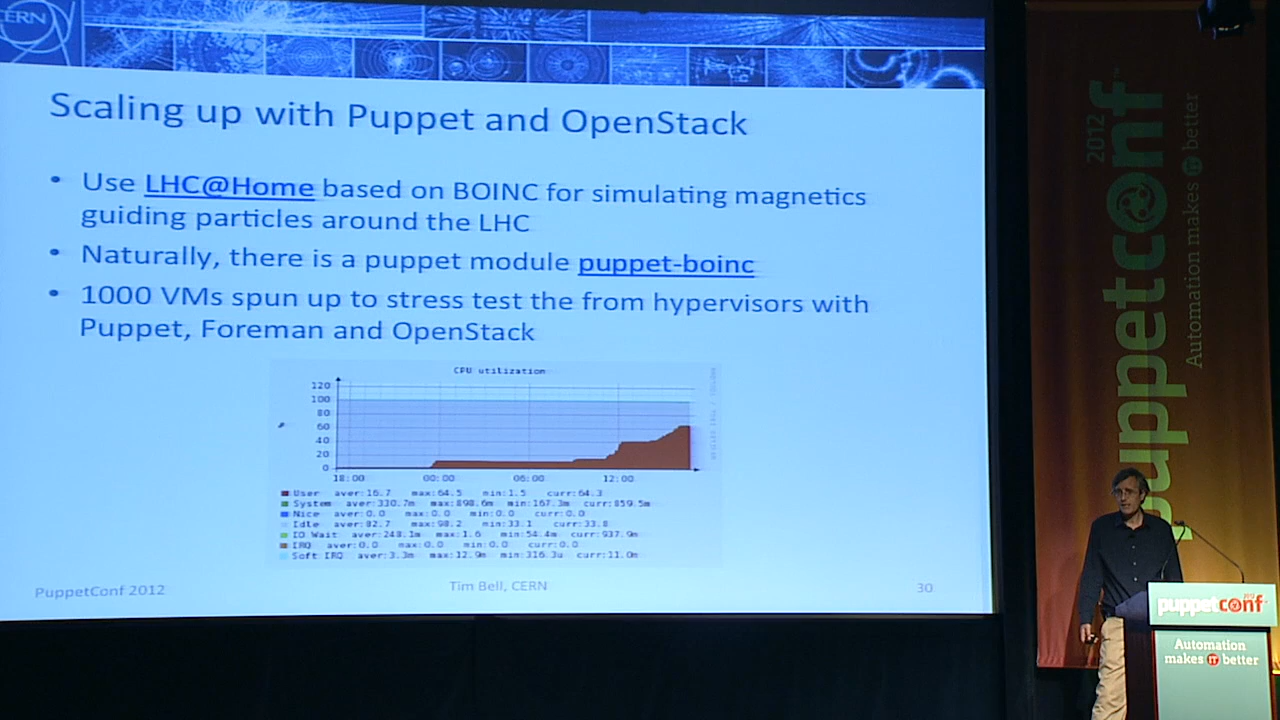 CERN
Scaling up with Puppet and OpenStack
• Use LHC@Home based on BOINC for simulating magnetics
guiding particles around the LHC
• Naturally, there is a puppet module puppet-boinc
• 1000 VMs spun up to stress test the from hypervisors with
Puppet, Foreman and OpenStack
CPU utilization
120
100
80
60
40
20
0
%
18:00 00:00 06:00 12:00
User aver:16.7 max:64.5 min:1.5 curr:64.3
System aver:330.7m max:898.6m min:167.3m curr:859.5m
Nice aver:0.0 max:0.0 min:0.0 curr:0.0
Idle aver:82.7 max:98.2 min:33.1 curr:33.8
IO Wait aver:248.1m max:1.6 min:54.4m curr:937.9m
IRQ aver:0.0 max:0.0 min:0.0 curr:0.0
Soft IRQ aver:3.3m max:12.9m min:316.3u curr:11.0m
PuppetConf 2012 Tim Bell, CERN 30
puppetconf 2012
Automation makes IT better
puppetconf 2012
Automation
makes IT better